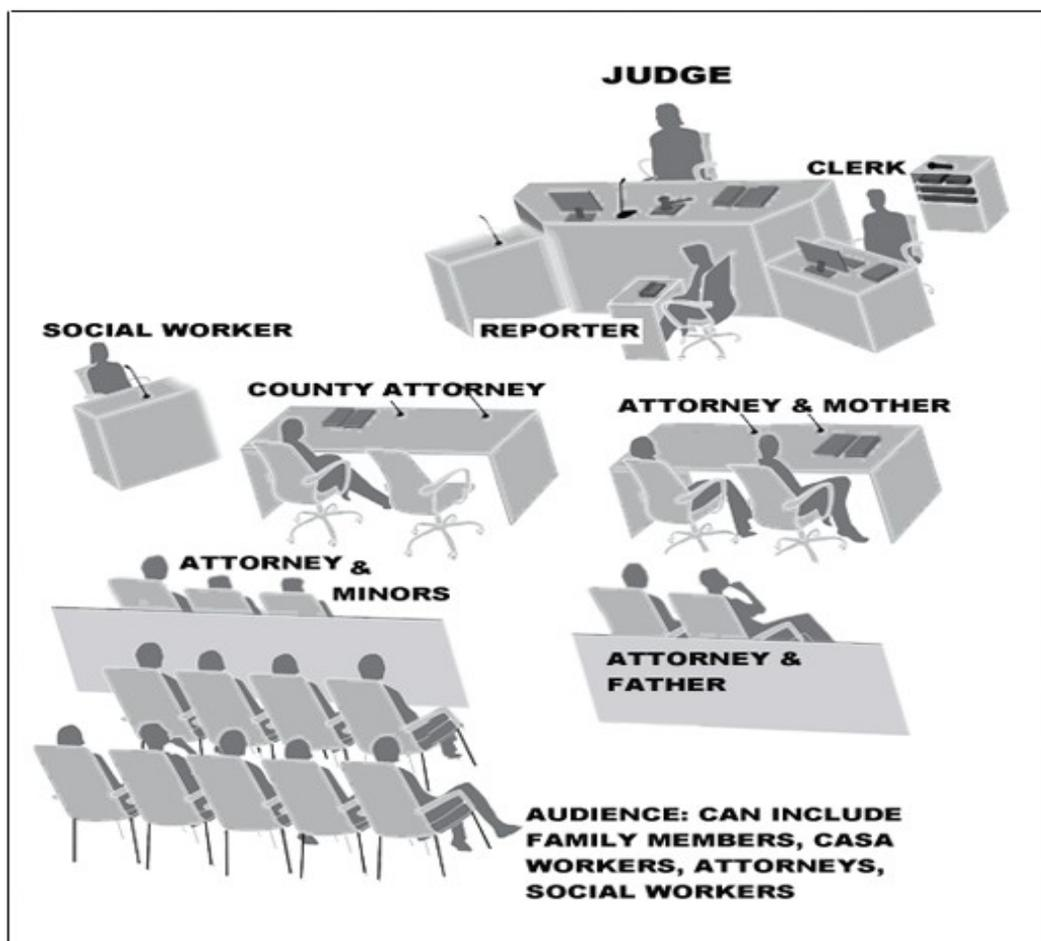 JUDGE
CLERK
SOCIAL WORKER
REPORTER
COUNTY ATTORNEY
ATTORNEY & MOTHER
ATTORNEY &
MINORS
ATTORNEY &
FATHER
AUDIENCE: CAN INCLUDE
FAMILY MEMBERS, CASA
WORKERS, ATTORNEYS,
SOCIAL WORKERS